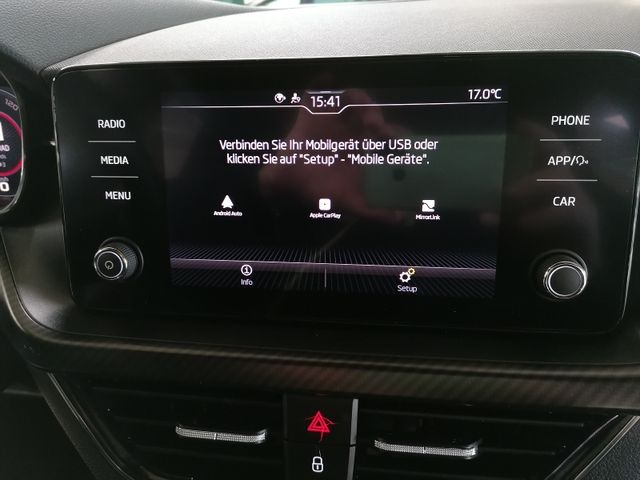 15:41
17.0°C
RADIO
MEDIA
MENU
Verbinden Sie Ihr Mobilgerät über USB oder
klicken Sie auf "Setup" - "Mobile Geräte".
Android Auto
Apple CarPlay
MirrorLink
Info
Setup
PHONE
APP/
CAR
120